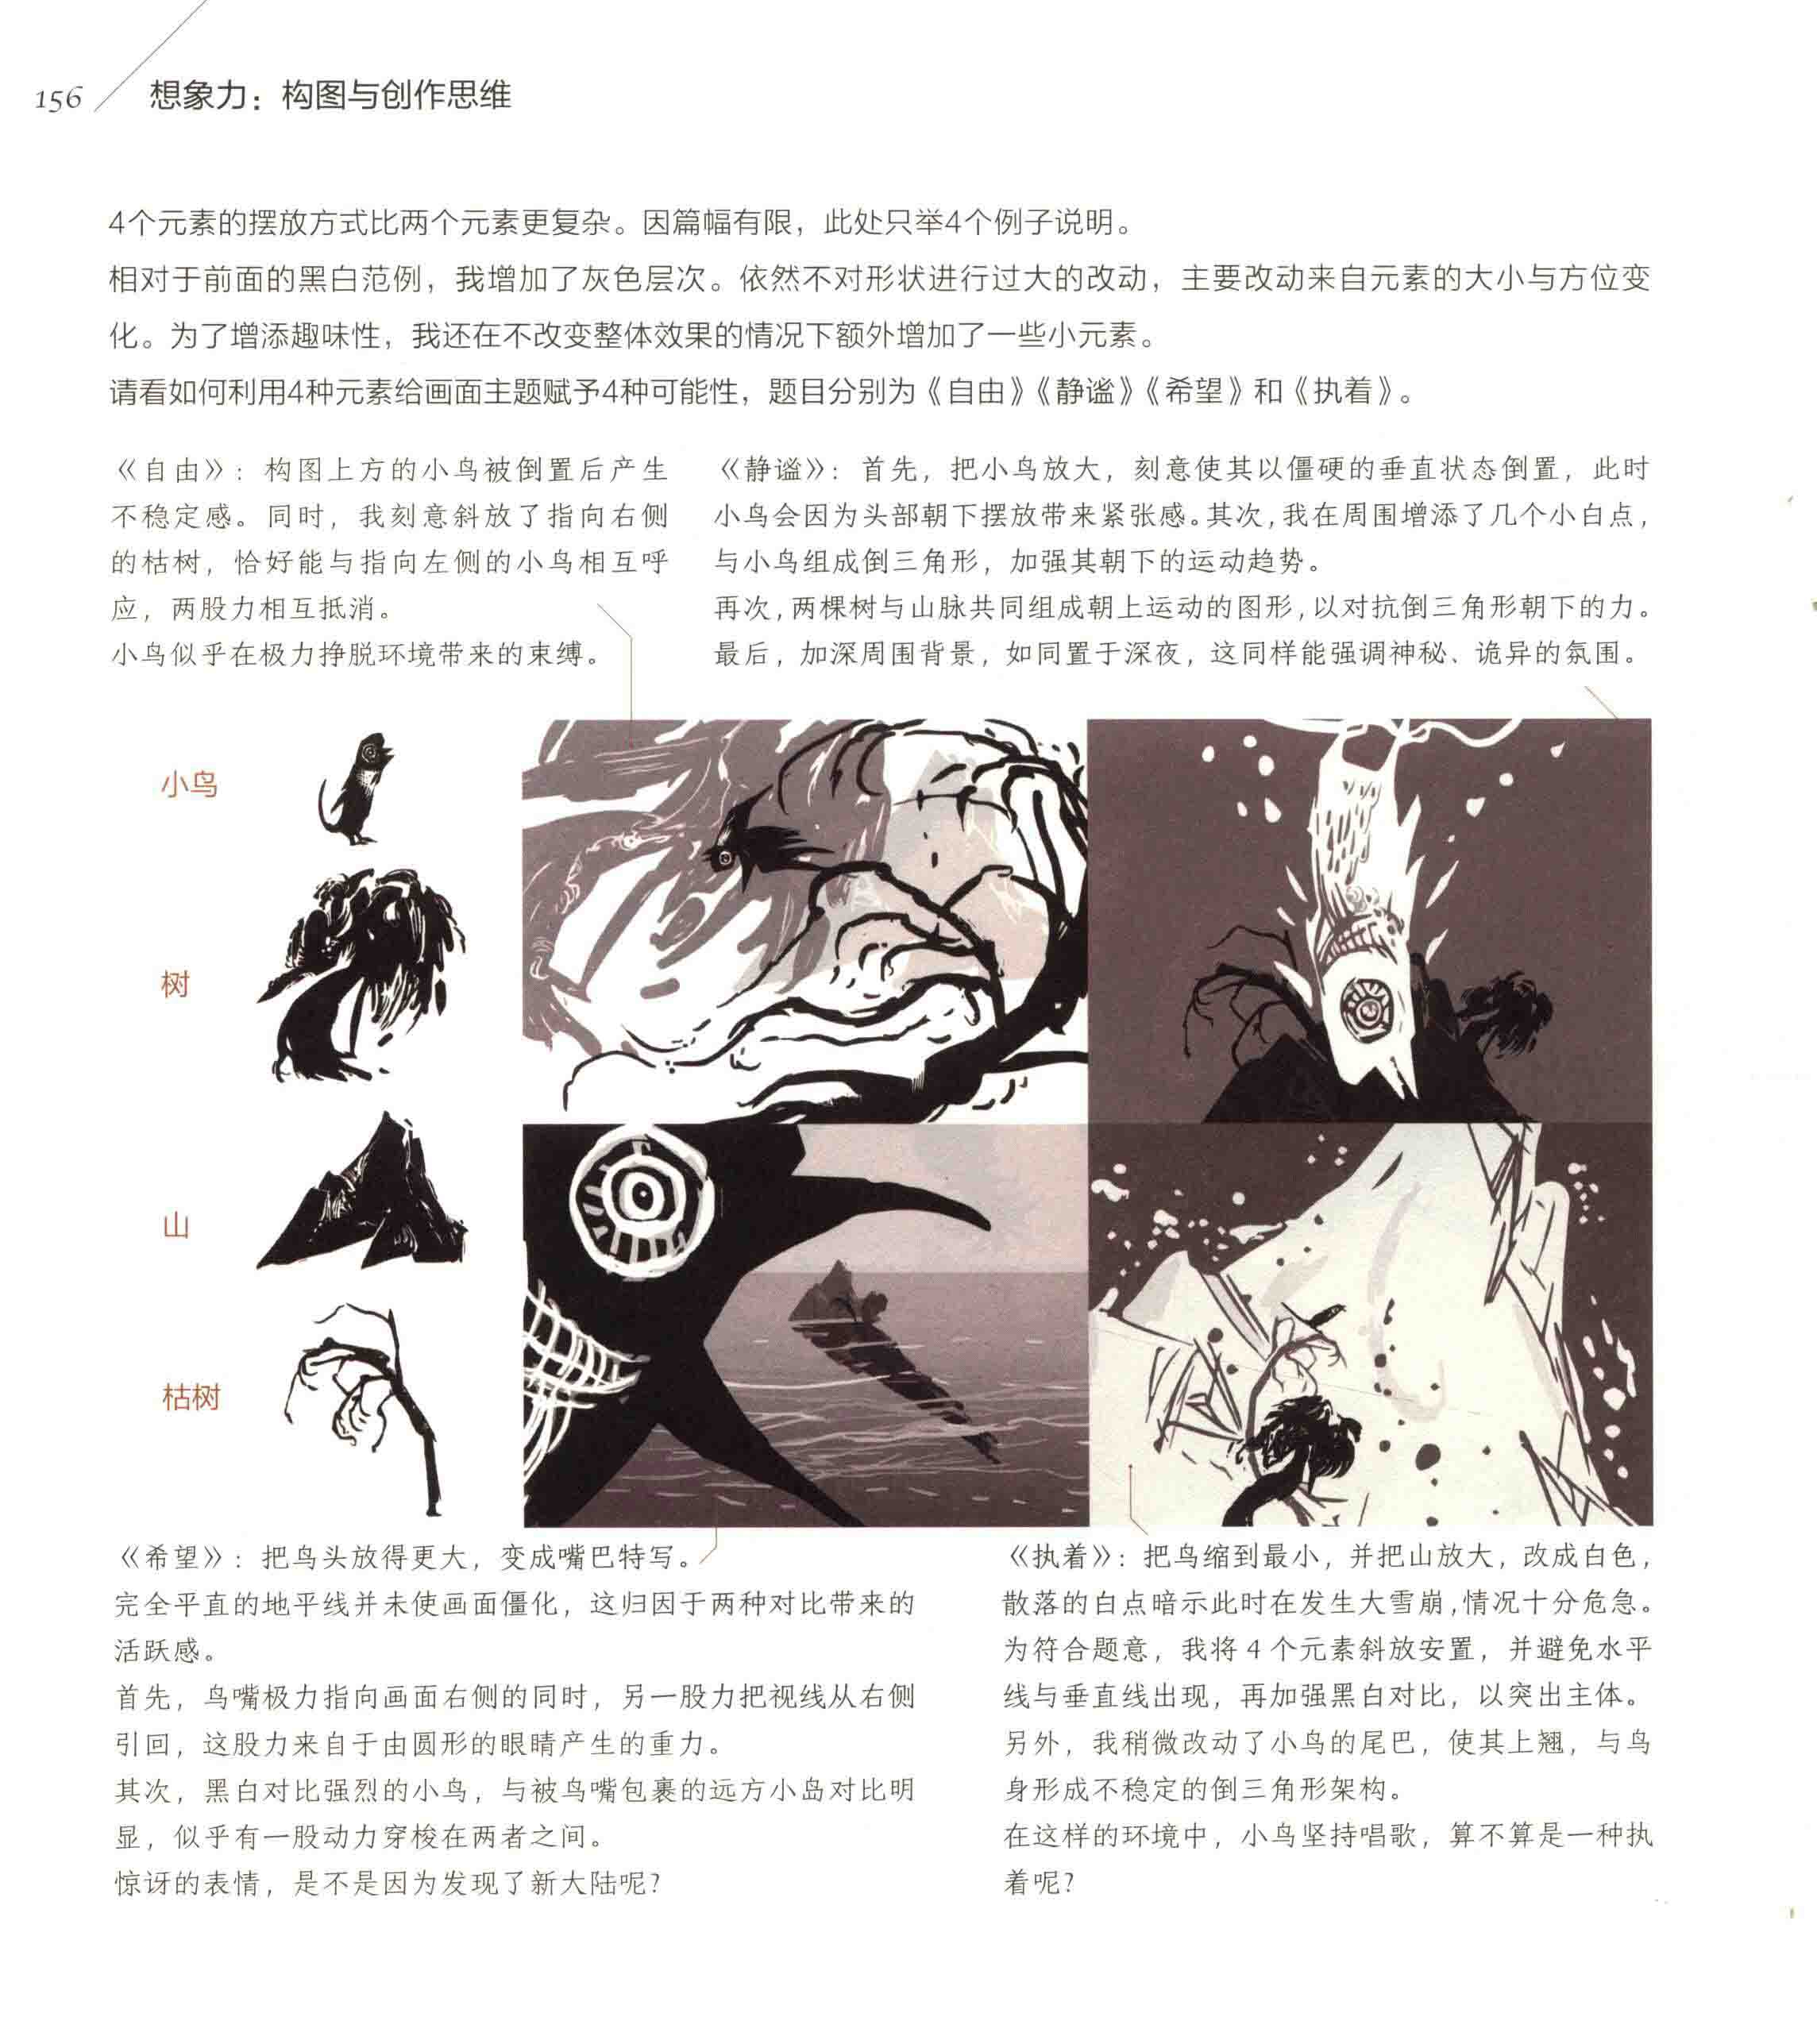 156
想象力：构图与创作思维
4个元素的摆放方式比两个元素更复杂。因篇幅有限，此处只举4个例子说明。
相对于前面的黑白范例，我增加了灰色层次。依然不对形状进行过大的改动，主要改动来自元素的大小与方位变
化。为了增添趣味性，我还在不改变整体效果的情况下额外增加了一些小元素。
请看如何利用4种元素给画面主题赋予4种可能性，题目分别为《自由》《静谧》《希望》和《执着》。
《自由》：构图上方的小鸟被倒置后产生
不稳定感。同时，我刻意斜放了指向右侧
的枯树，恰好能与指向左侧的小鸟相互呼
应，两股力相互抵消。
小鸟似乎在极力挣脱环境带来的束缚。
《静谧》：首先，把小鸟放大，刻意使其以僵硬的垂直状态倒置，此时
小鸟会因为头部朝下摆放带来紧张感。其次，我在周围增添了几个小白点，
与小鸟组成倒三角形，加强其朝下的运动趋势。
再次，两棵树与山脉共同组成朝上运动的图形，以对抗倒三角形朝下的力。
最后，加深周围背景，如同置于深夜，这同样能强调神秘、诡异的氛围。
小鸟
树
山
枯树
《希望》：把鸟头放得更大，变成嘴巴特写。
完全平直的地平线并未使画面僵化，这归因于两种对比带来的
活跃感。
首先，鸟嘴极力指向画面右侧的同时，另一股力把视线从右侧
引回，这股力来自于由圆形的眼睛产生的重力。
其次，黑白对比强烈的小鸟，与被鸟嘴包裹的远方小岛对比明
显，似乎有一股动力穿梭在两者之间。
惊讶的表情，是不是因为发现了新大陆呢？
《执着》：把鸟缩到最小，并把山放大，改成白色，
散落的白点暗示此时在发生大雪崩，情况十分危急。
为符合题意，我将 4 个元素斜放安置，并避免水平
线与垂直线出现，再加强黑白对比，以突出主体。
另外，我稍微改动了小鸟的尾巴，使其上翘，与鸟
身形成不稳定的倒三角形架构。
在这样的环境中，小鸟坚持唱歌，算不算是一种执
着呢？